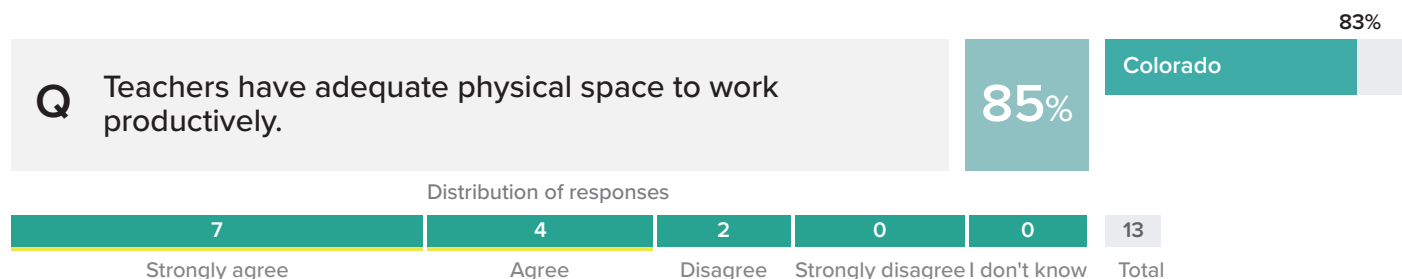 83%
Q Teachers have adequate physical space to work
productively.
85%
Colorado
Distribution of responses
7 4 2 0 0 13
Strongly agree Agree Disagree Strongly disagree I don't know Total